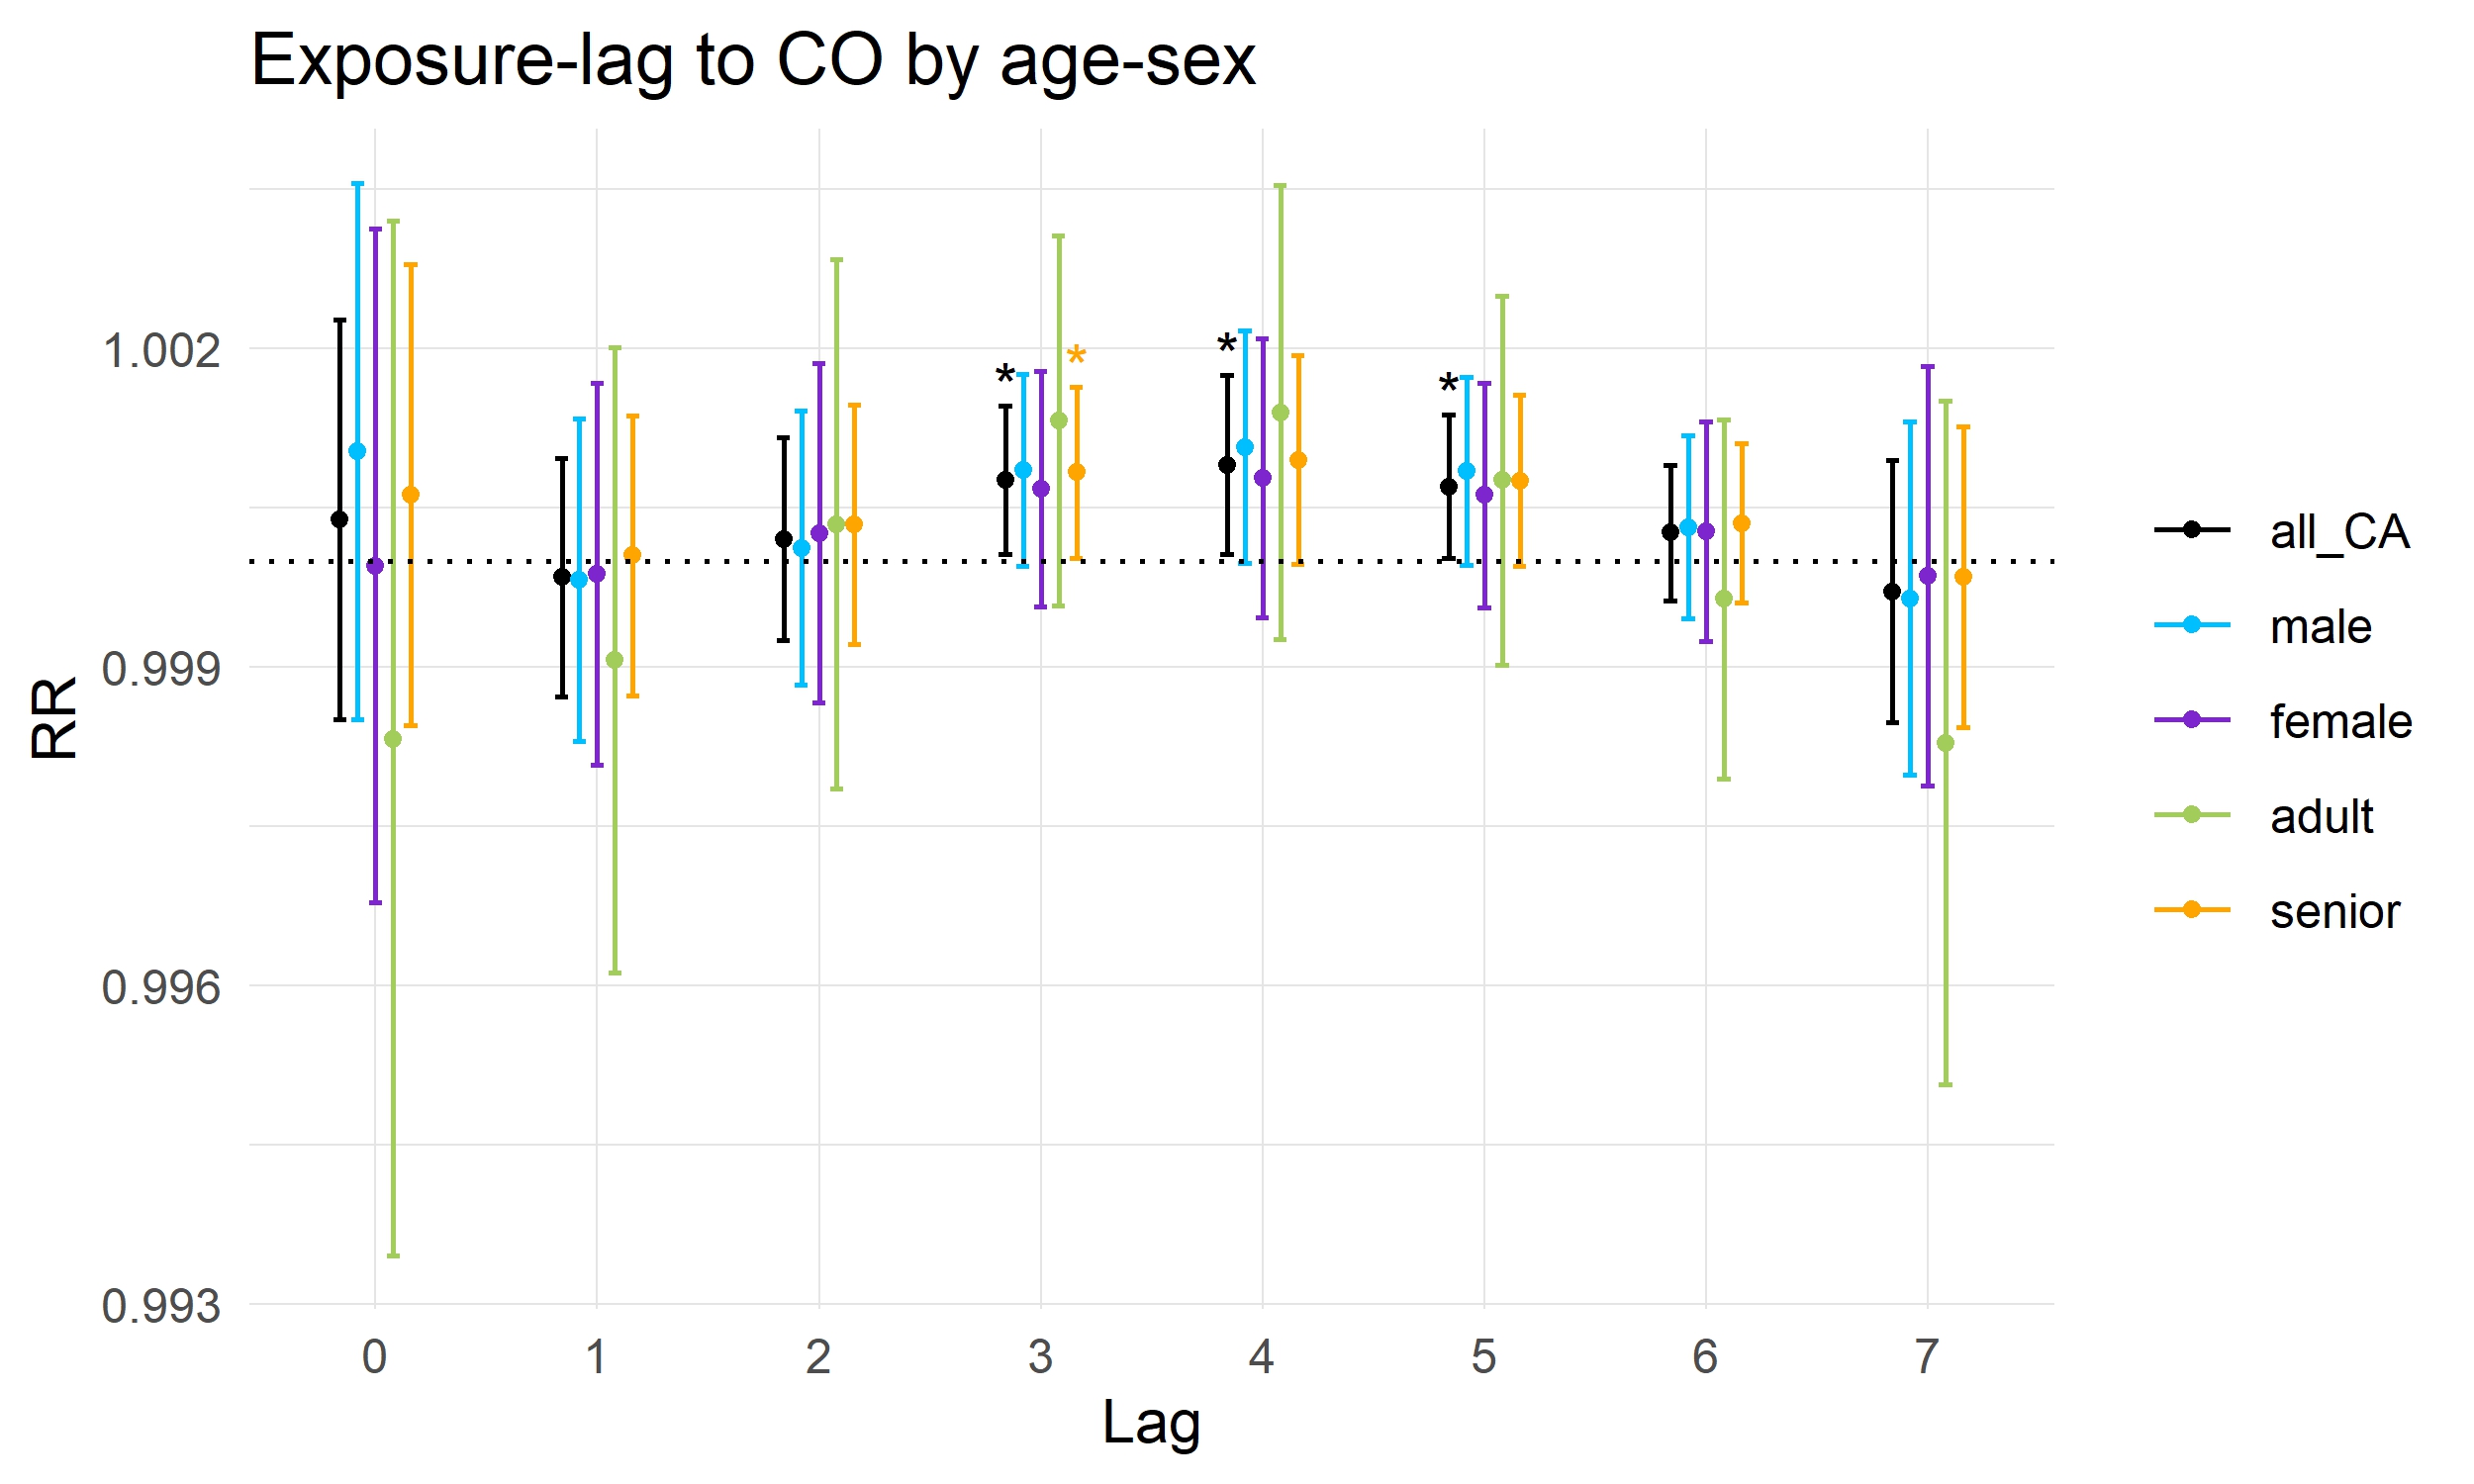 Exposure-lag to CO by age-sex
RR
1.002
0.999
0.996
0.993
* * * *
0 1 2 3 4 5 6 7
Lag
all_CA
male
female
adult
senior